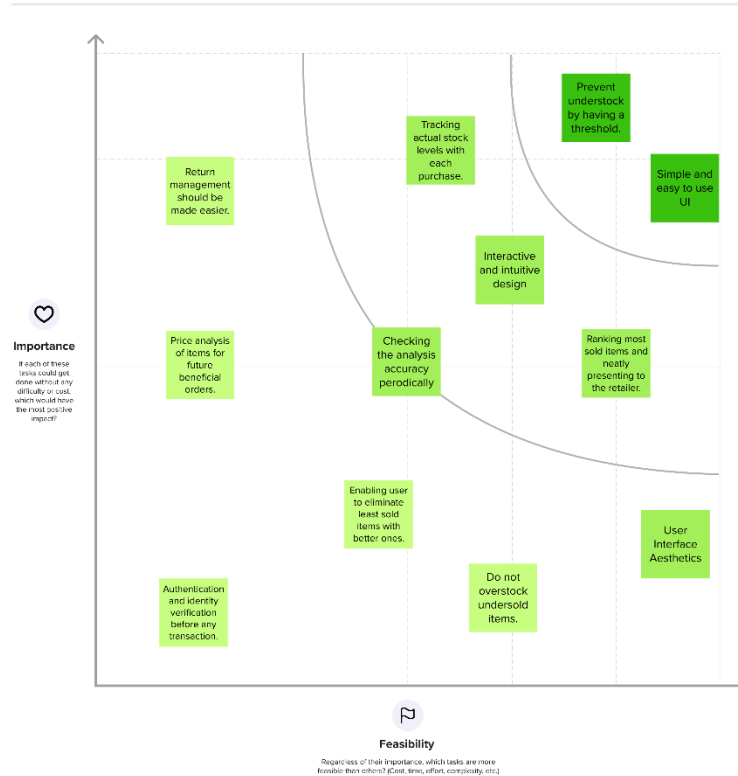 Prevent
understock
by having a
threshold.
Tracking
actual stock
levels with
each
purchase.
Simple and
easy to use
UI
Return
management
should be
made easier.
Interactive
and intuitive
design
Importance
If each of these
tasks could get
done without any
difficulty or cost,
which would have
the most positive
impact?
Price analysis
of items for
future
beneficial
orders.
Checking
the analysis
accuracy
perodically
Ranking most
sold items and
neatly
presenting to
the retailer.
Enabling user
to eliminate
least sold
items with
better ones.
User
Interface
Aesthetics
Do not
overstock
undersold
items.
Authentication
and identity
verification
before any
transaction.
Feasibility
Regardless of their importance, which tasks are more
feasible than others? (Cost, time, effort, complexity, etc.)